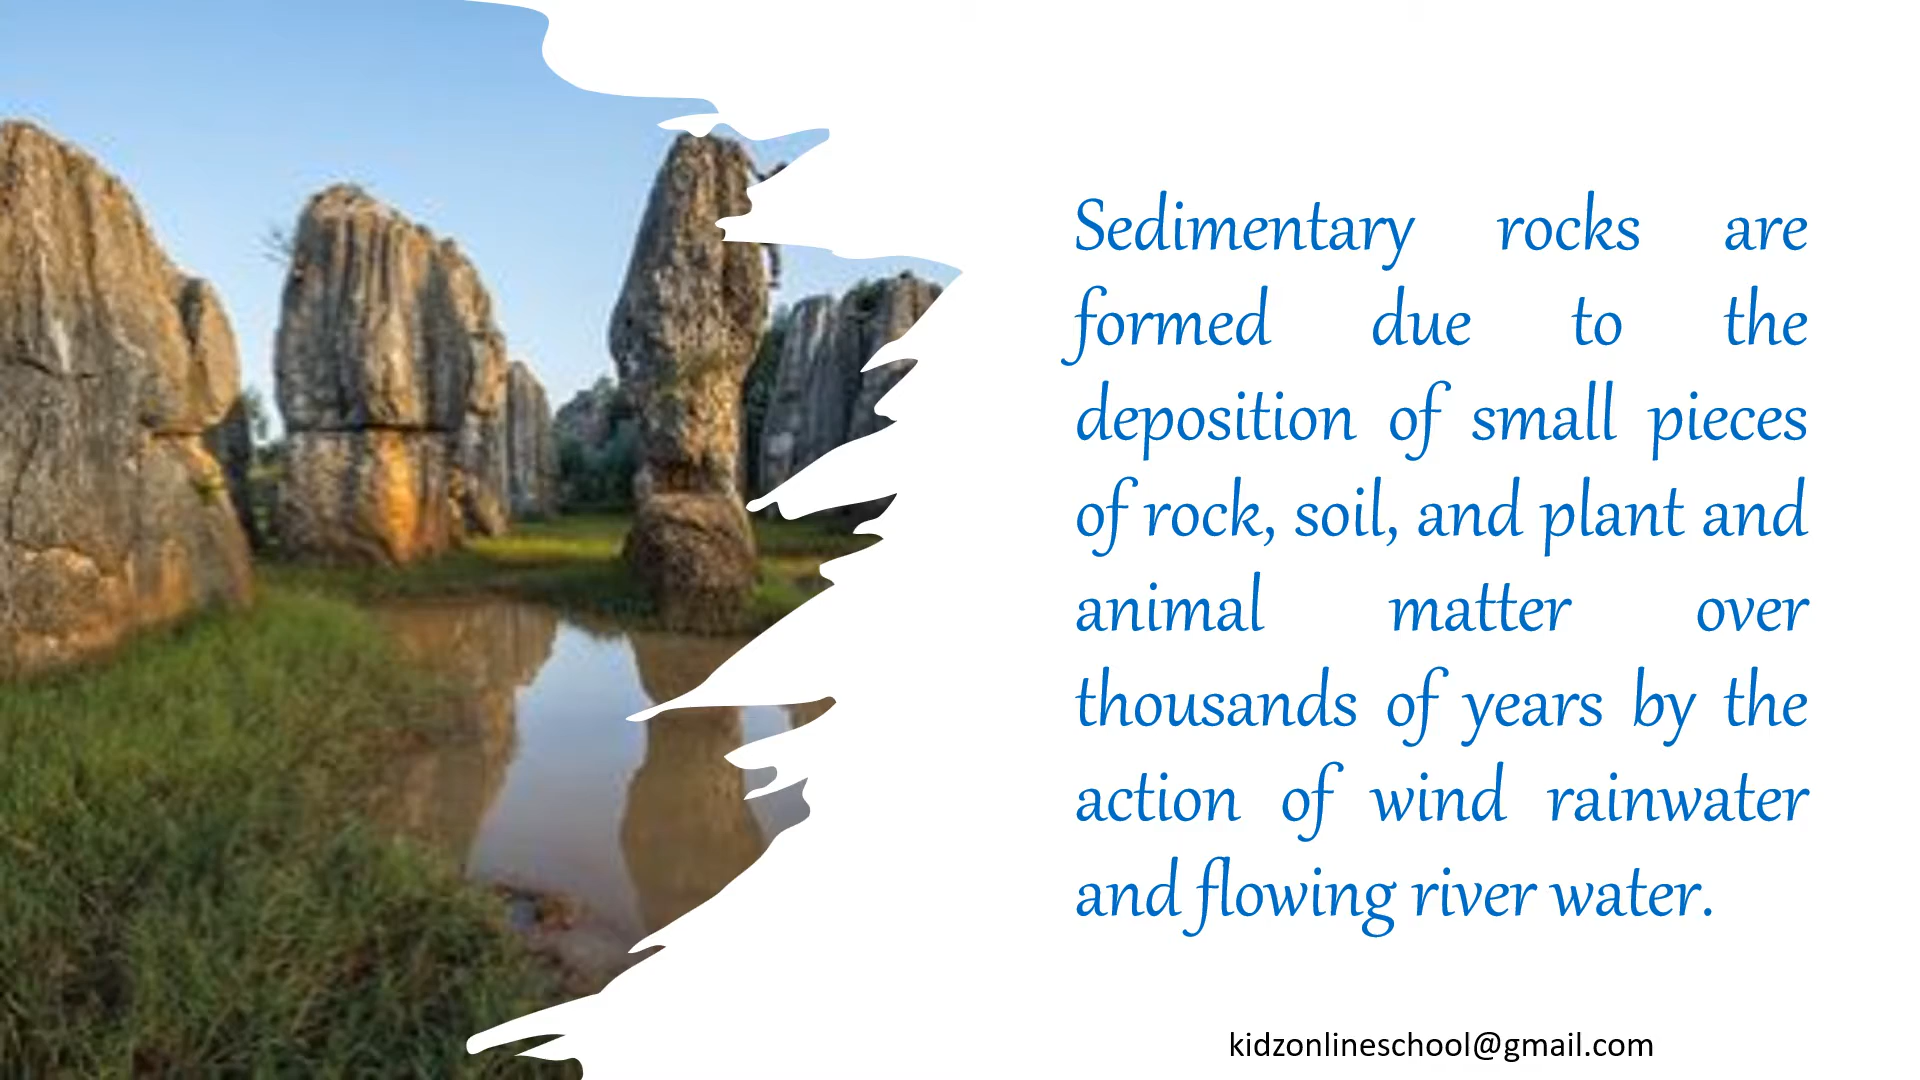 Sedimentary rocks are
formed due to the
deposition of small pieces
of rock, soil, and plant and
animal matter over
thousands of years by the
action of wind rainwater
and flowing river water.
kidzonlineschool@gmail.com